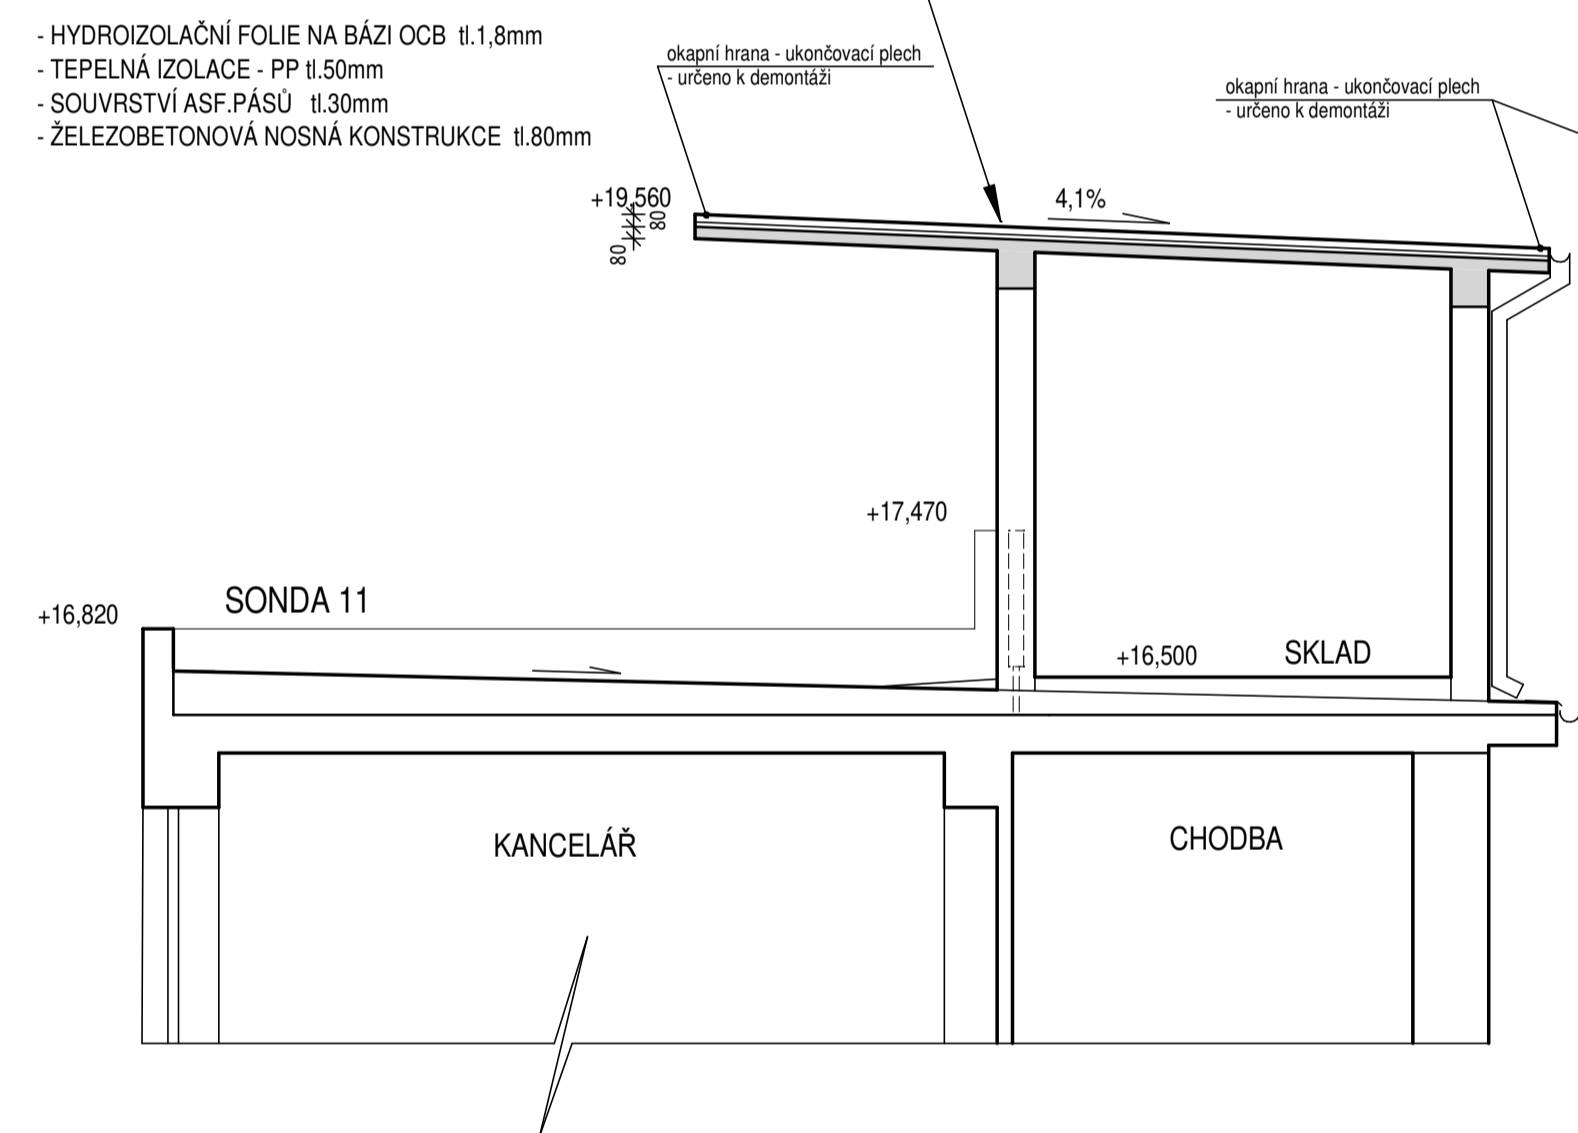 - HYDROIZOLAČNÍ FOLIE NA BÁZI OCB tl.1,8mm
- TEPELNÁ IZOLACE - PP tl.50mm
- SOUVRSTVÍ ASF.PÁSŮ tl.30mm
- ŽELEZOBETONOVÁ NOSNÁ KONSTRUKCE tl.80mm
okapní hrana - ukončovací plech
- určeno k demontáži
okapní hrana - ukončovací plech
- určeno k demontáži
+19,560
80
80
4,1%
+17,470
SONDA 11
+16,820
+16,500
SKLAD
KANCELÁŘ
CHODBA